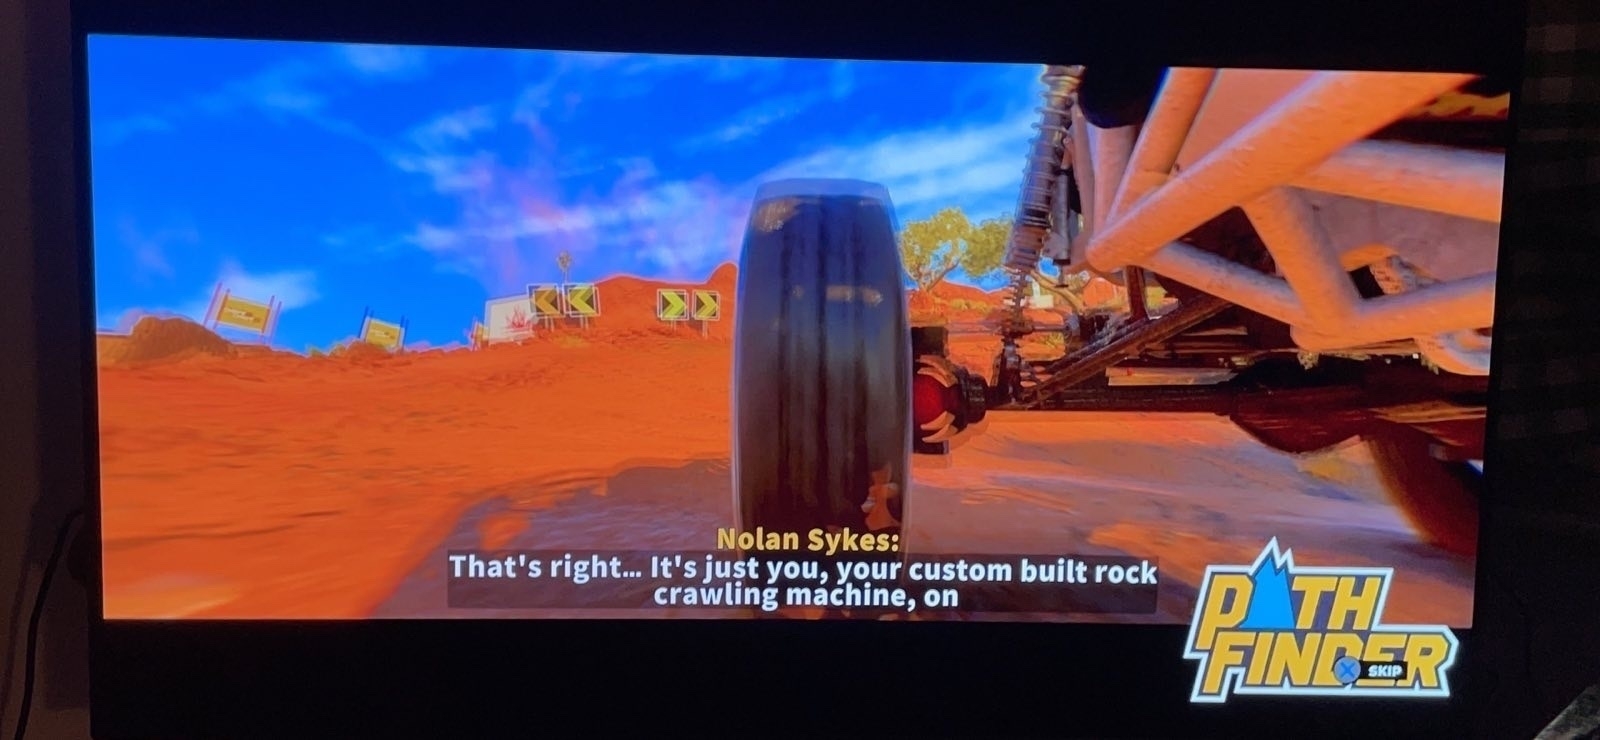 Nolan Sykes:
That's right... It's just you, your custom built rock
crawling machine, on
PATH
FINDER
SKIP